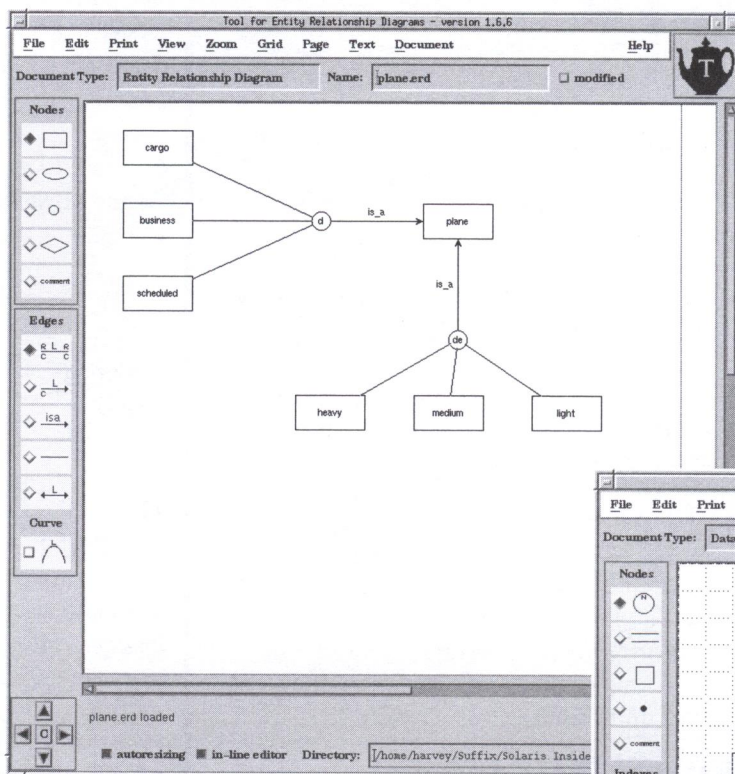 Tool for Entity Relationship Diagrams - version 1.6.6
File Edit Print View Zoom Grid Page Text Document Help
Document Type: Entity Relationship Diagram Name: plane.erd modified
T
Nodes
comment
Edges
R L R
C C
L
C
isa
L
Curve
L
cargo
business
scheduled
d
is_a
plane
is_a
de
heavy
medium
light
plane.erd loaded
C
autoresizing in-line editor Directory: /home/harvey/Suffix/Solaris.Inside
File Edit Print
Document Type: Data
Nodes
N
comment
Indexes